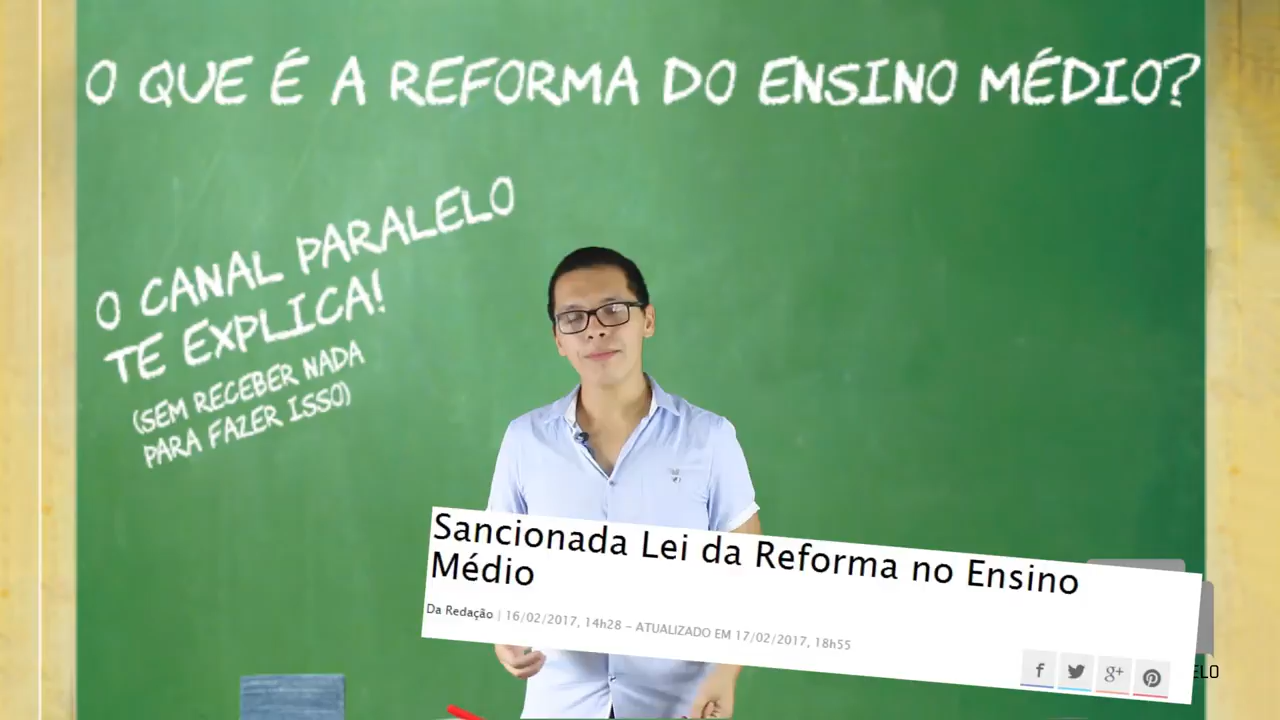 O QUE É A REFORMA DO ENSINO MÉDIO?
O CANAL PARALELO
TE EXPLICA!
(SEM RECEBER NADA
PARA FAZER ISSO)
Sancionada Lei da Reforma no Ensino
Médio
Da Redação | 16/02/2017, 14h28 - ATUALIZADO EM 17/02/2017, 18h55
f g+
ELO